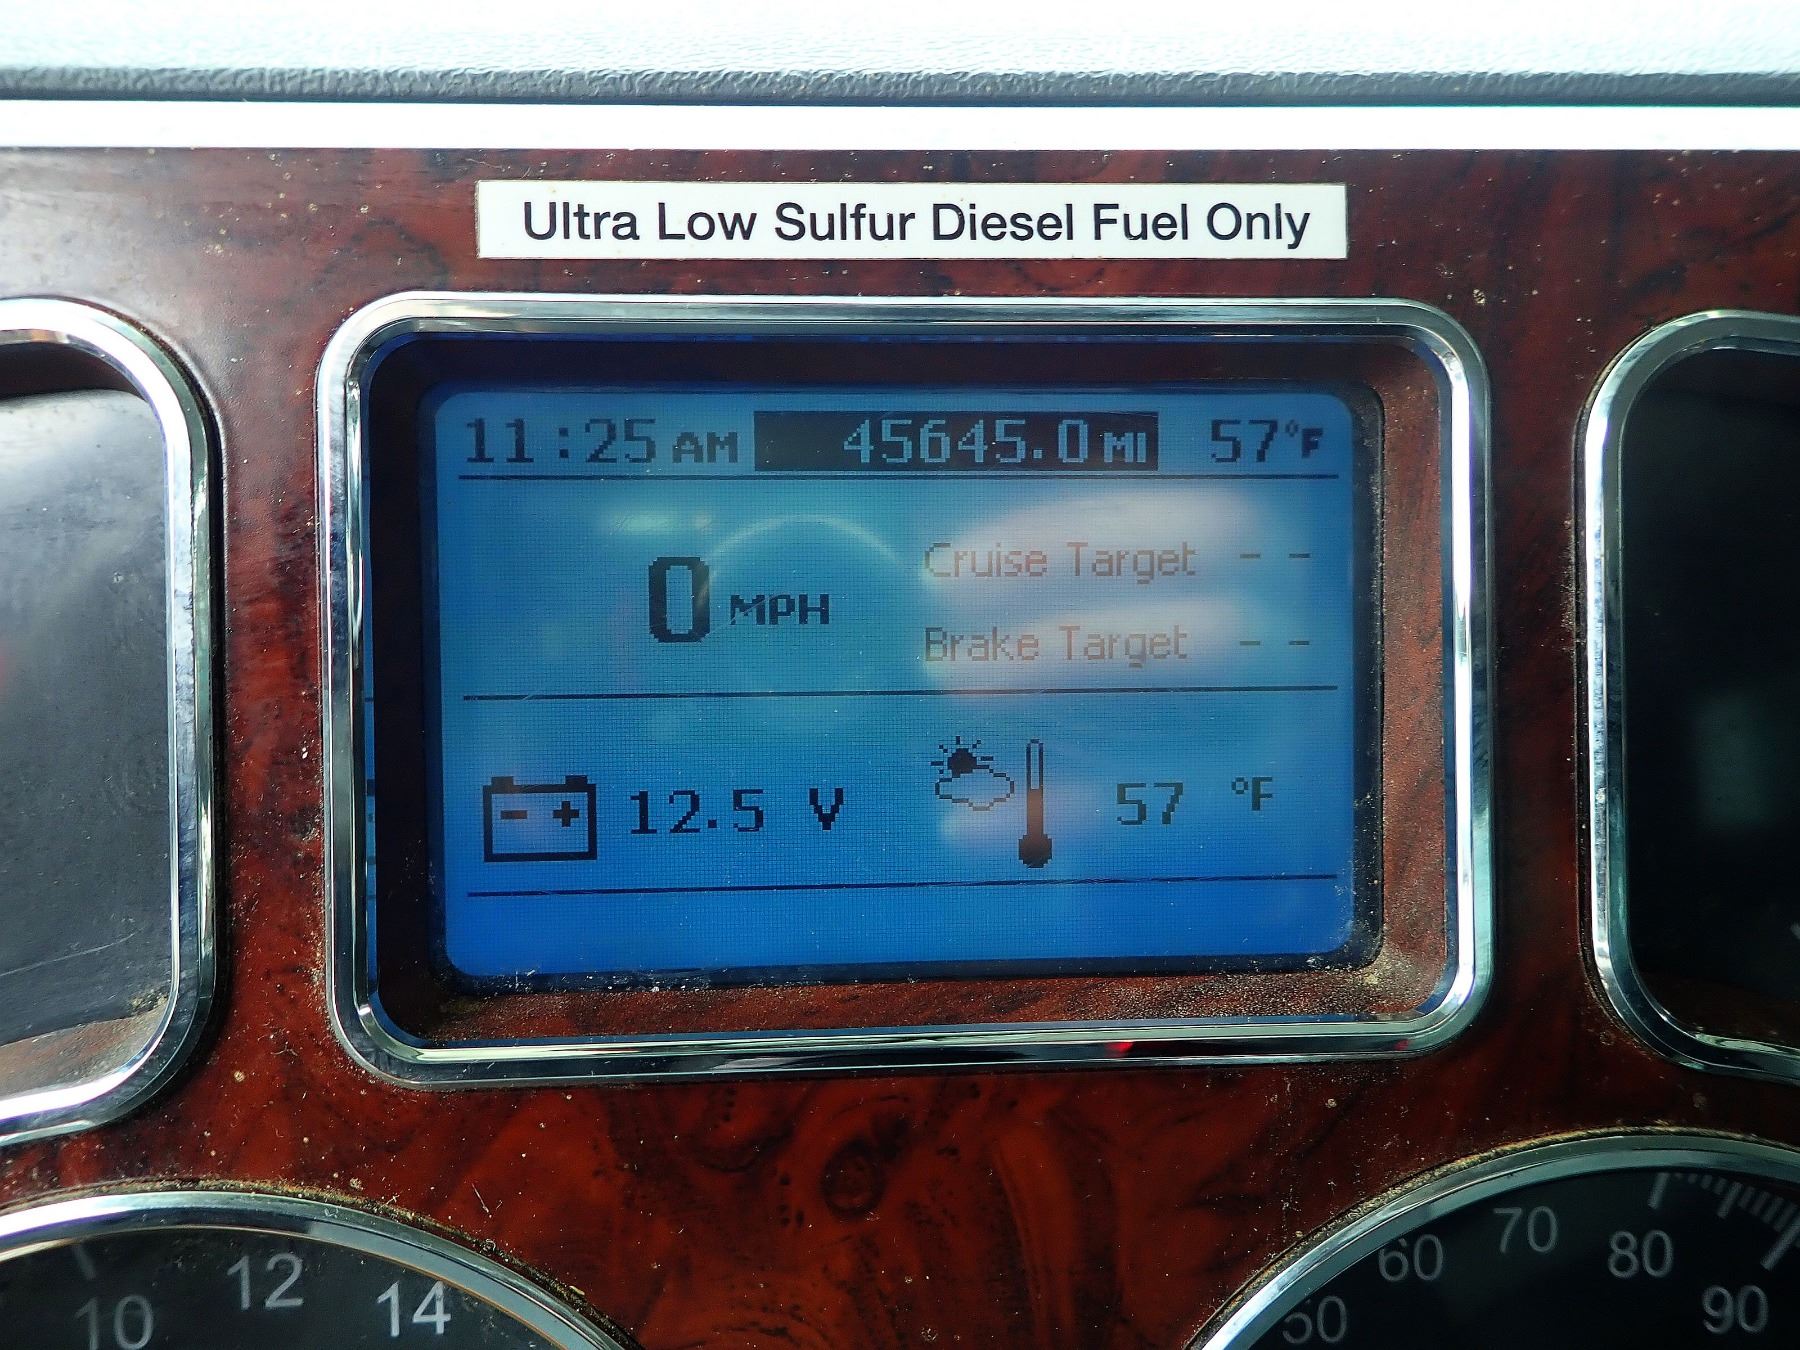 Ultra Low Sulfur Diesel Fuel Only
11:25 AM 45645.0 MI 57°F
0 MPH
Cruise Target - -
Brake Target - -
- + 12.5 V 57 °F
10 12 14
50 60 70 80 90